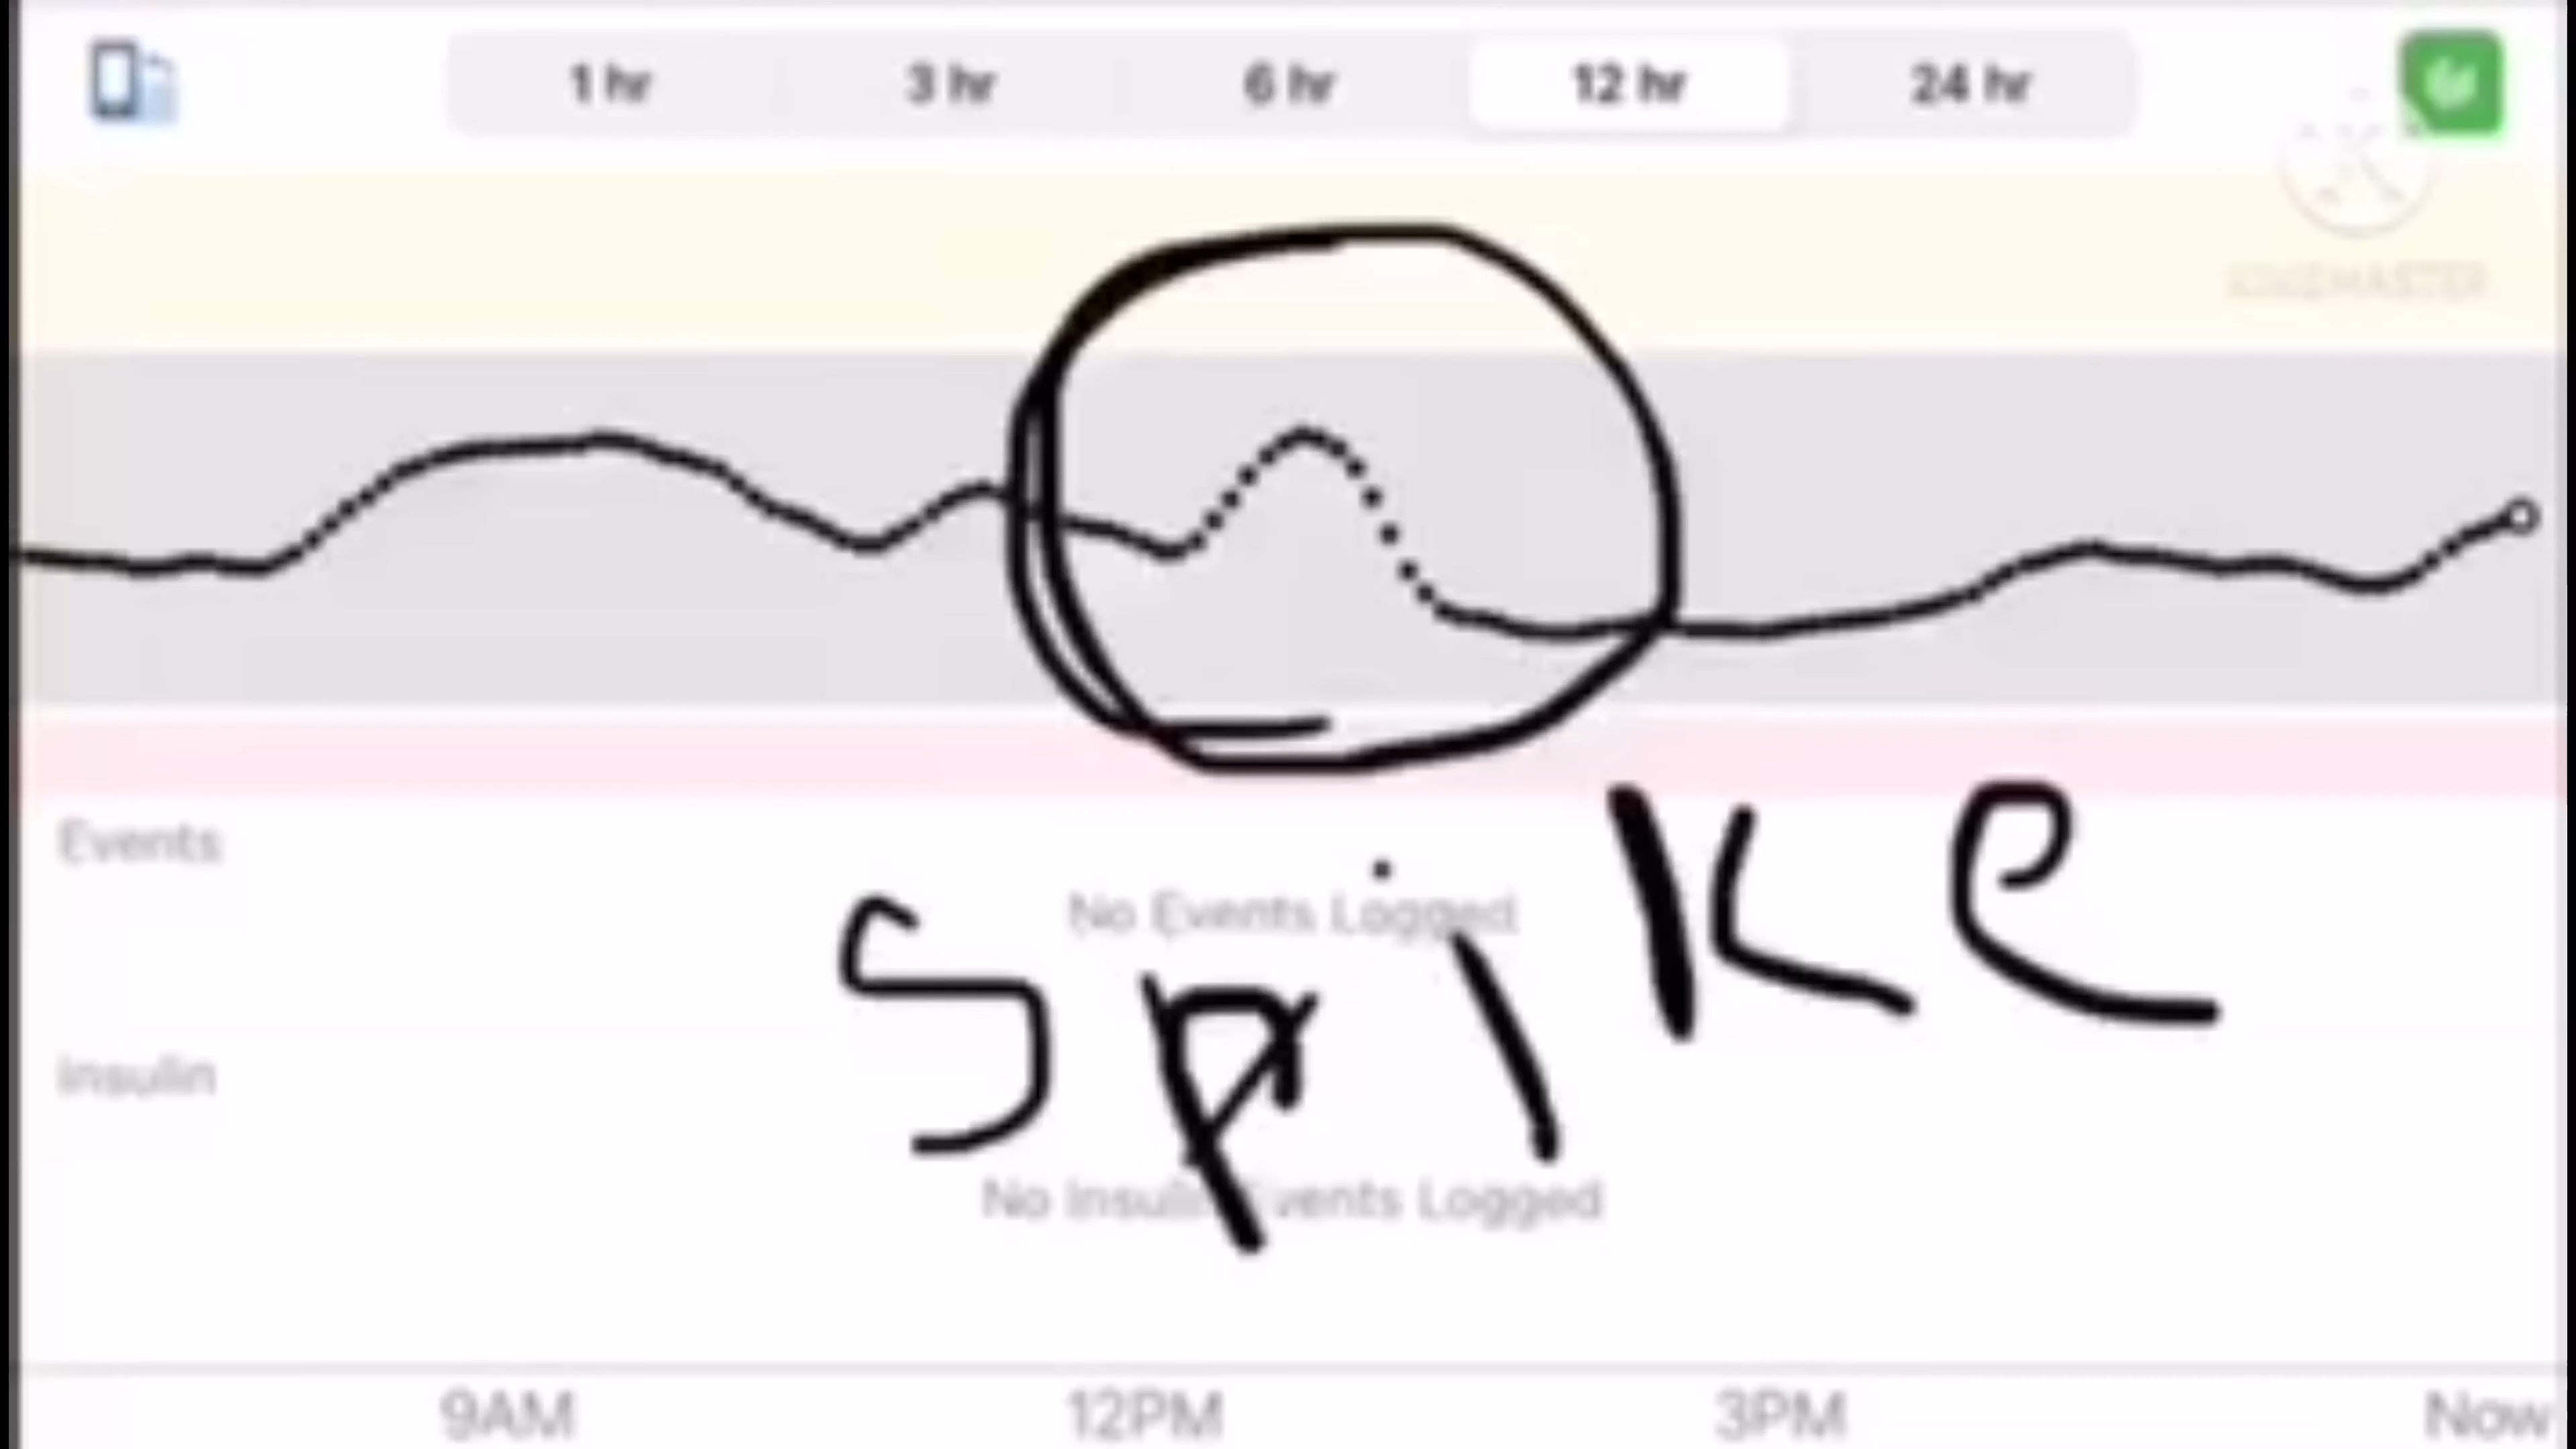 1 hr 3 hr 6 hr 12 hr 24 hr
KINEMASTER
Events
No Events Logged
Spike
Insulin
No Insulin Events Logged
9AM 12PM 3PM Now